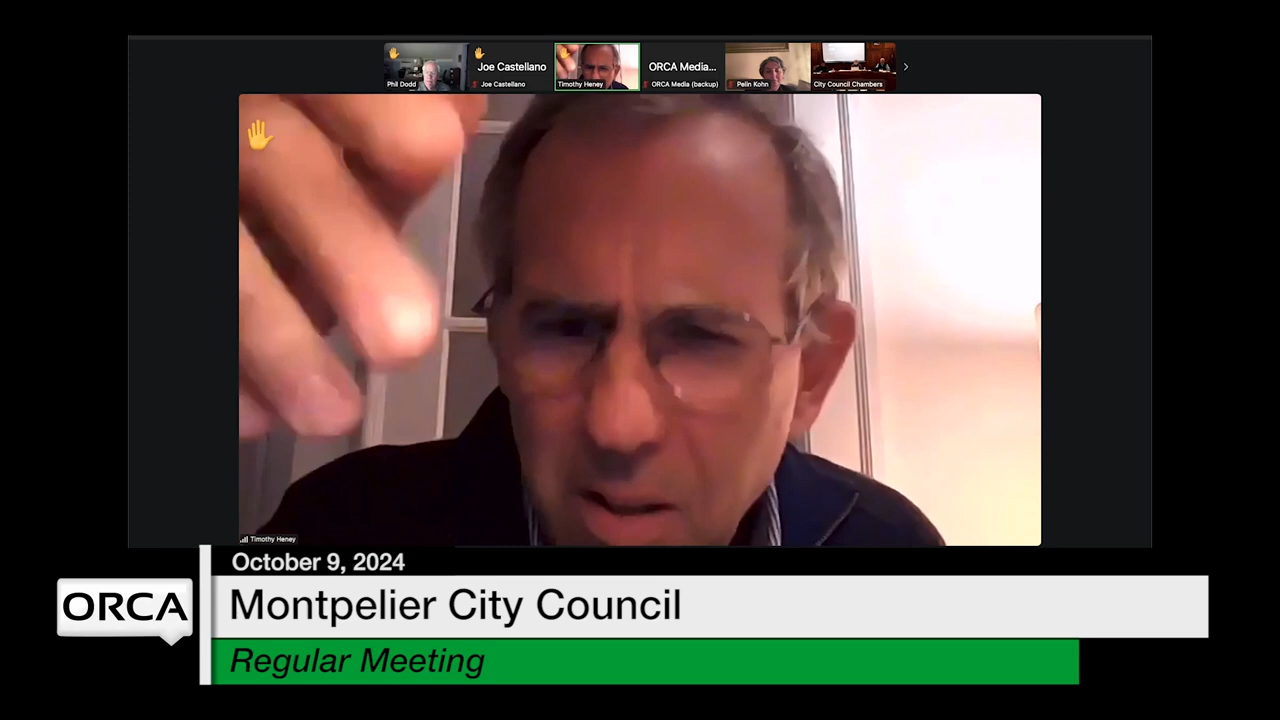 Joe Castellano
ORCA Media...
Phil Dodd
Joe Castellano
Timothy Heney
ORCA Media (backup)
Pelin Kohn
City Council Chambers
Timothy Heney
October 9, 2024
ORCA
Montpelier City Council
Regular Meeting